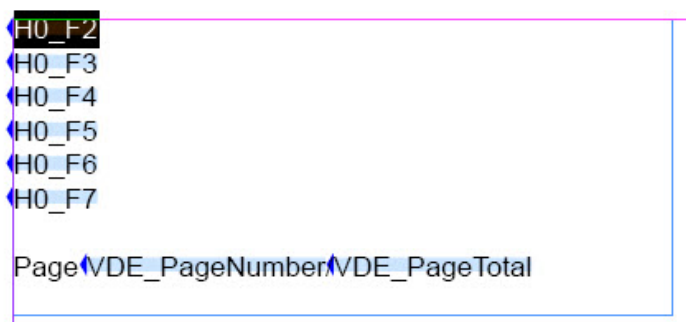 H0_F2
H0_F3
H0_F4
H0_F5
H0_F6
H0_F7
Page VDE_PageNumber/VDE_PageTotal